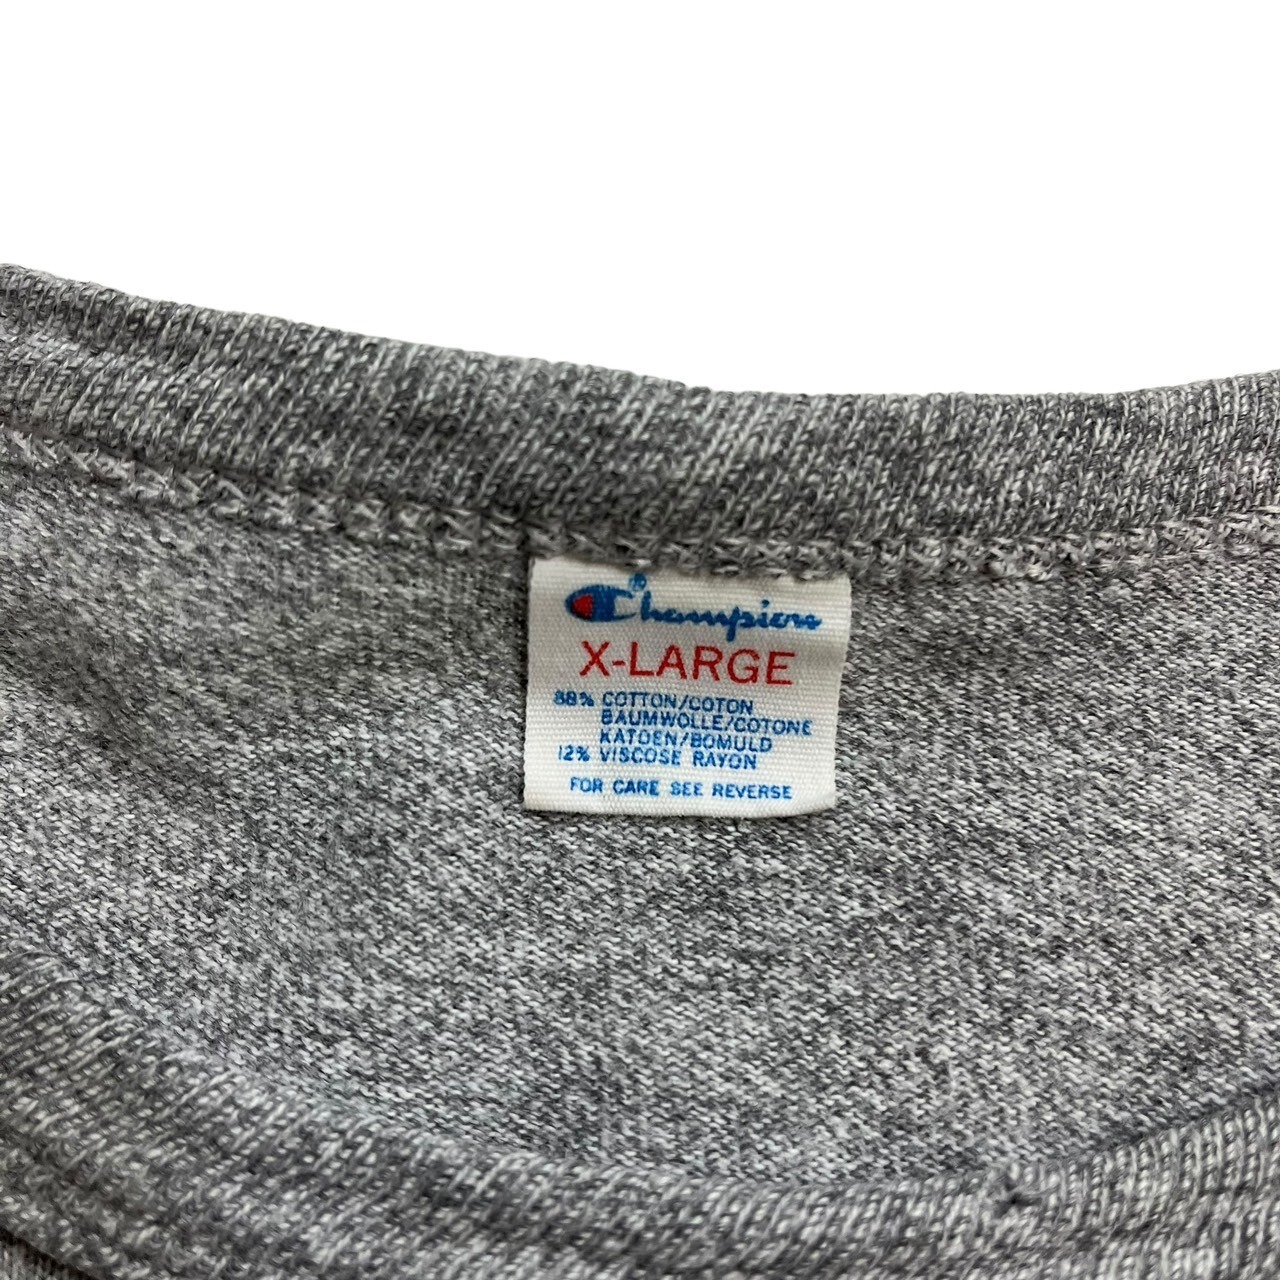 Champion®
X-LARGE
88% COTTON/COTON
BAUMWOLLE/COTONE
KATOEN/BOMULD
12% VISCOSE RAYON
FOR CARE SEE REVERSE